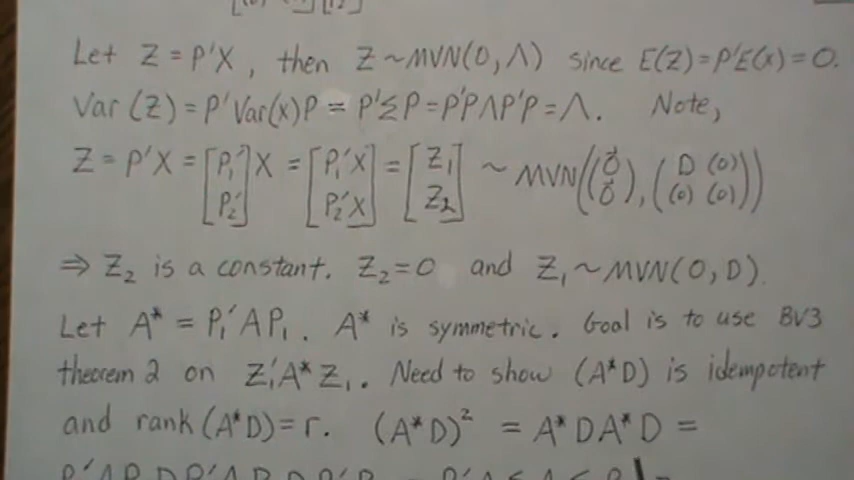 Let Z = P'X, then Z ~ MVN(0, Λ) since E(Z) = P'E(X) = 0.
Var(Z) = P'Var(X)P = P'ΣP = P'PΛP'P = Λ. Note,
Z = P'X = [P₁' P₂']X = [P₁'X P₂'X] = [Z₁ Z₂] ~ MVN((0⃗ 0⃗), (D (0) (0) (0)))
⇒ Z₂ is a constant. Z₂ = 0 and Z₁ ~ MVN(0, D).
Let A* = P₁'AP₁. A* is symmetric. Goal is to use BV3
theorem 2 on Z₁'A*Z₁. Need to show (A*D) is idempotent
and rank(A*D) = r. (A*D)² = A*DA*D =